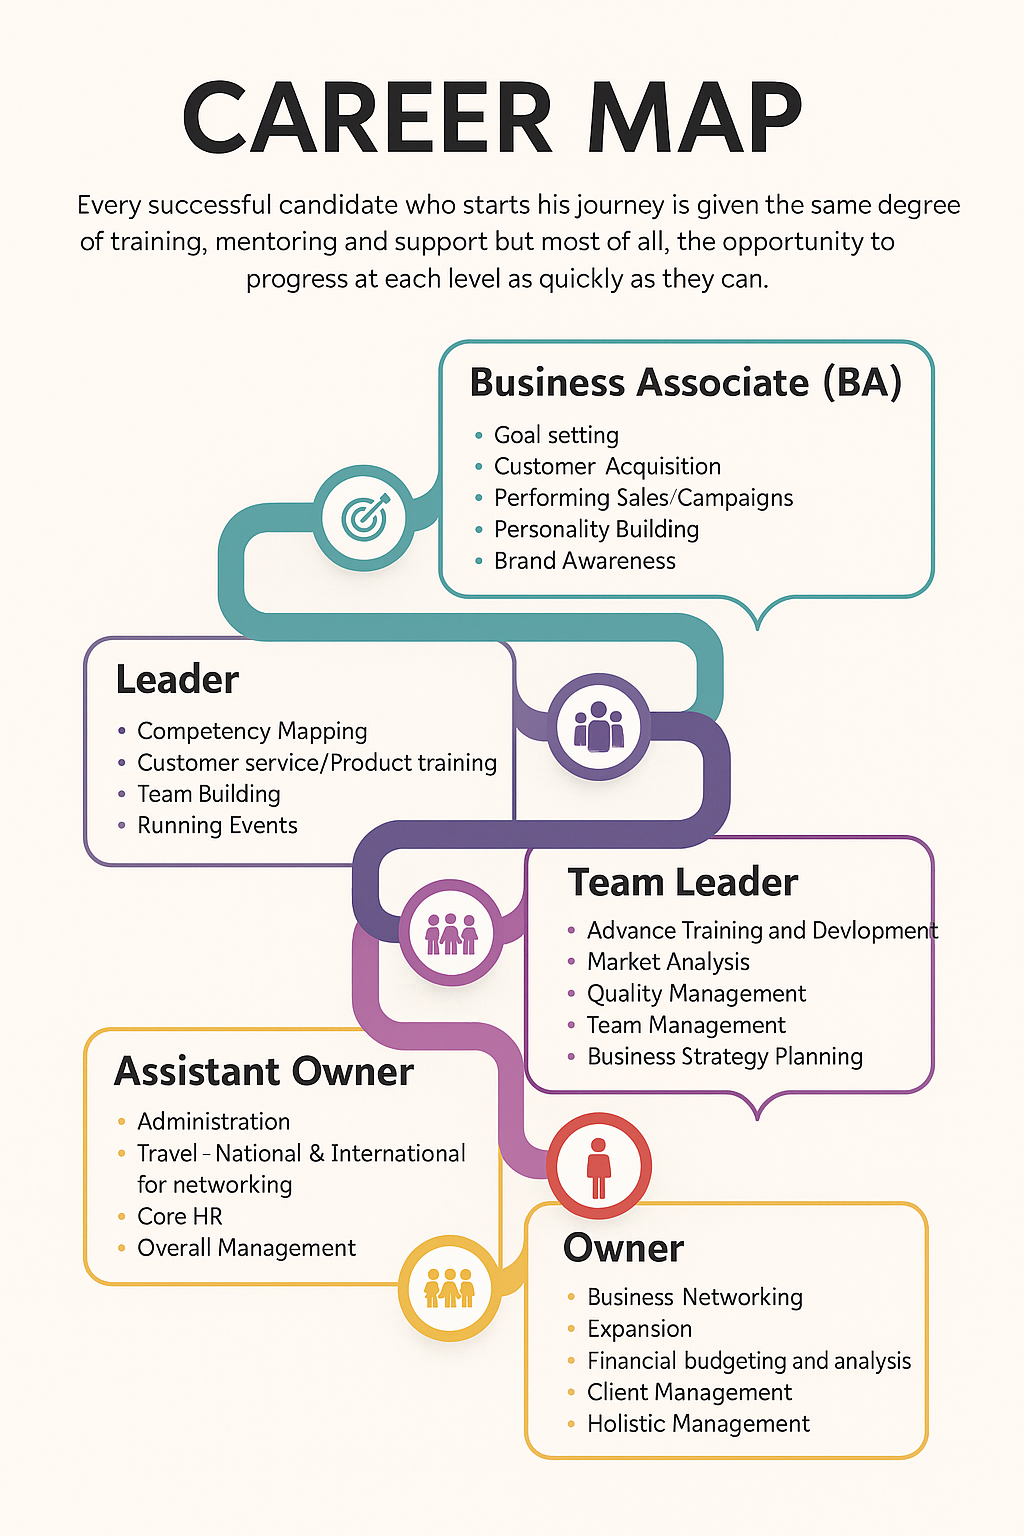 CAREER MAP
Every successful candidate who starts his journey is given the same degree
of training, mentoring and support but most of all, the opportunity to
progress at each level as quickly as they can.
Business Associate (BA)
• Goal setting
• Customer Acquisition
• Performing Sales/Campaigns
• Personality Building
• Brand Awareness
Leader
• Competency Mapping
• Customer service/Product training
• Team Building
• Running Events
Team Leader
• Advance Training and Devlopment
• Market Analysis
• Quality Management
• Team Management
• Business Strategy Planning
Assistant Owner
• Administration
• Travel - National & International
for networking
• Core HR
• Overall Management
Owner
• Business Networking
• Expansion
• Financial budgeting and analysis
• Client Management
• Holistic Management